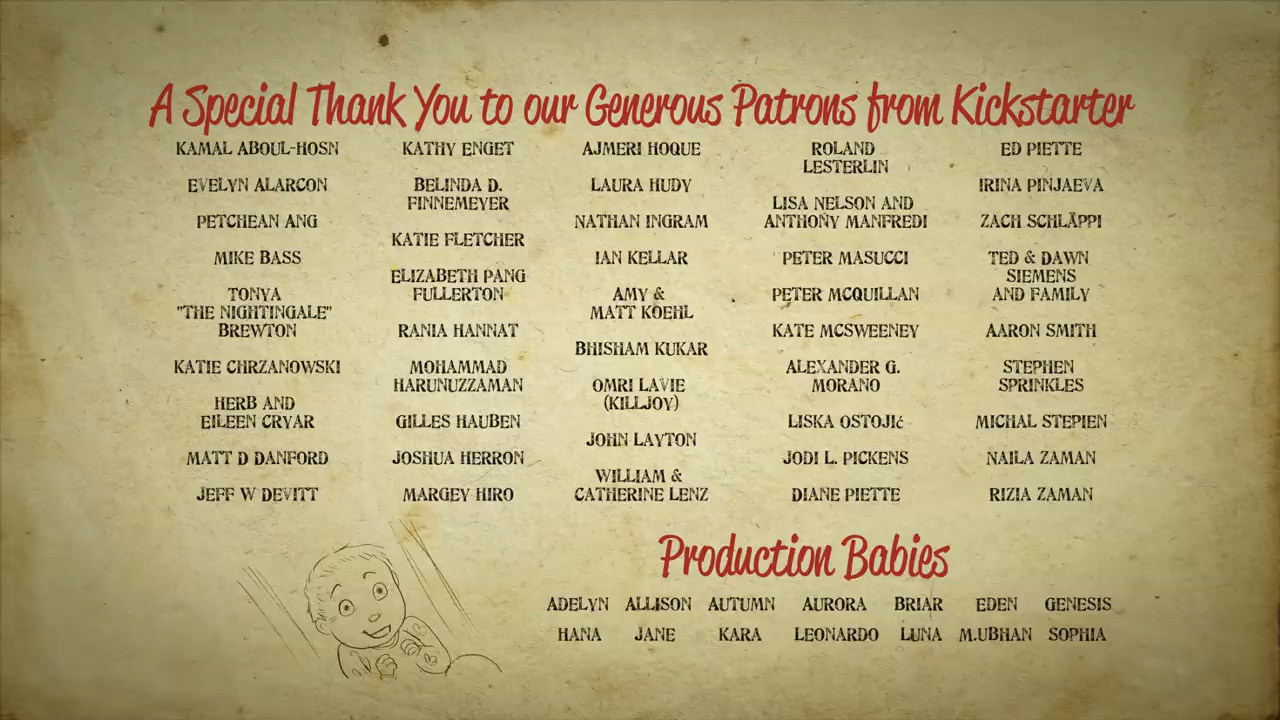 A Special Thank You to our Generous Patrons from Kickstarter
KAMAL ABOUL-HOSN
EVELYN ALARCON
PETCHEAN ANG
MIKE BASS
TONYA
"THE NIGHTINGALE"
BREWTON
KATIE CHRZANOWSKI
HERB AND
EILEEN CRYAR
MATT D DANFORD
JEFF W DEVITT
KATHY ENGET
BELINDA D.
FINNEMEYER
KATIE FLETCHER
ELIZABETH PANG
FULLERTON
RANIA HANNAT
MOHAMMAD
HARUNUZZAMAN
GILLES HAUBEN
JOSHUA HERRON
MARGEY HIRO
AJMERI HOQUE
LAURA HUDY
NATHAN INGRAM
IAN KELLAR
AMY &
MATT KOEHL
BHISHAM KUKAR
OMRI LAVIE
(KILLJOY)
JOHN LAYTON
WILLIAM &
CATHERINE LENZ
ROLAND
LESTERLIN
LISA NELSON AND
ANTHONY MANFREDI
PETER MASUCCI
PETER MCQUILLAN
KATE MCSWEENEY
ALEXANDER G.
MORANO
LISKA OSTOJIć
JODI L. PICKENS
DIANE PIETTE
ED PIETTE
IRINA PINJAEVA
ZACH SCHLÄPPI
TED & DAWN
SIEMENS
AND FAMILY
AARON SMITH
STEPHEN
SPRINKLES
MICHAL STEPIEN
NAILA ZAMAN
RIZIA ZAMAN
Production Babies
ADELYN ALLISON AUTUMN AURORA BRIAR EDEN GENESIS
HANA JANE KARA LEONARDO LUNA M.UBHAN SOPHIA